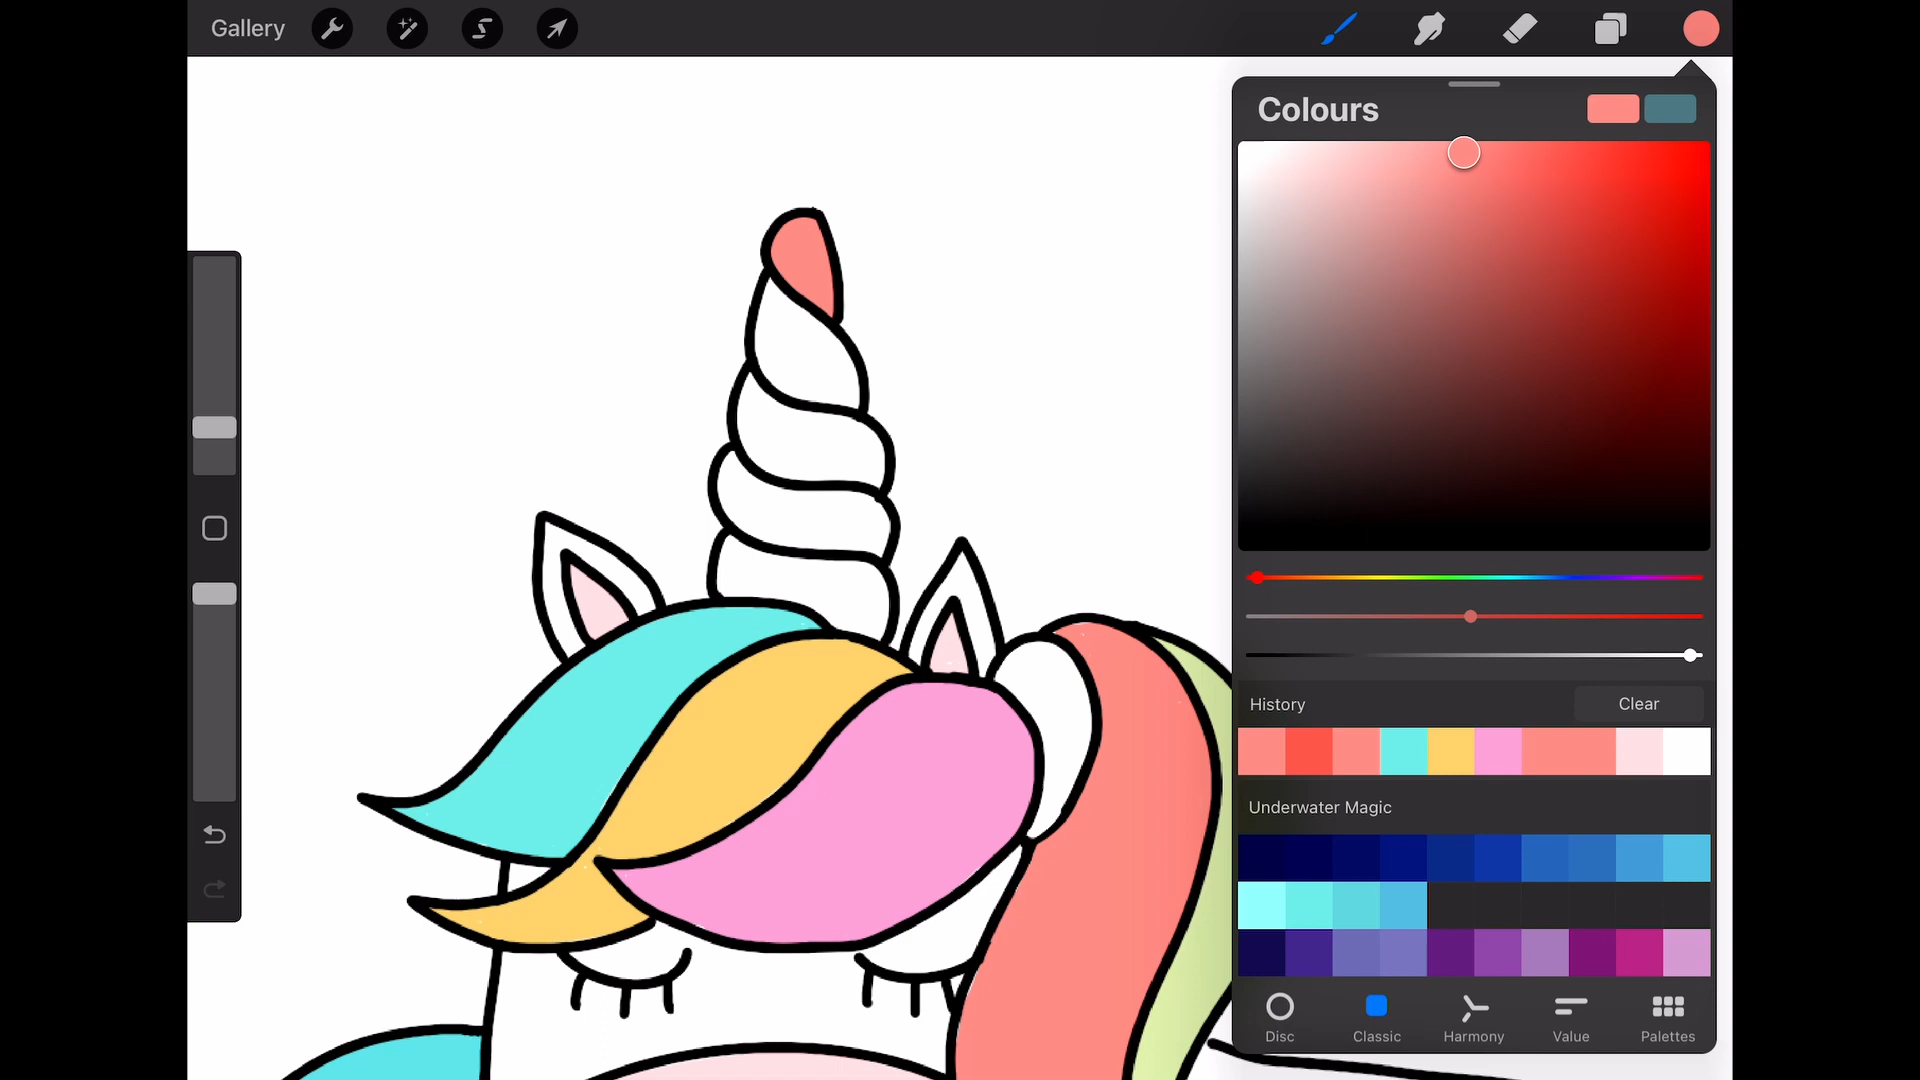 Gallery
Colours
History
Clear
Underwater Magic
Disc
Classic
Harmony
Value
Palettes